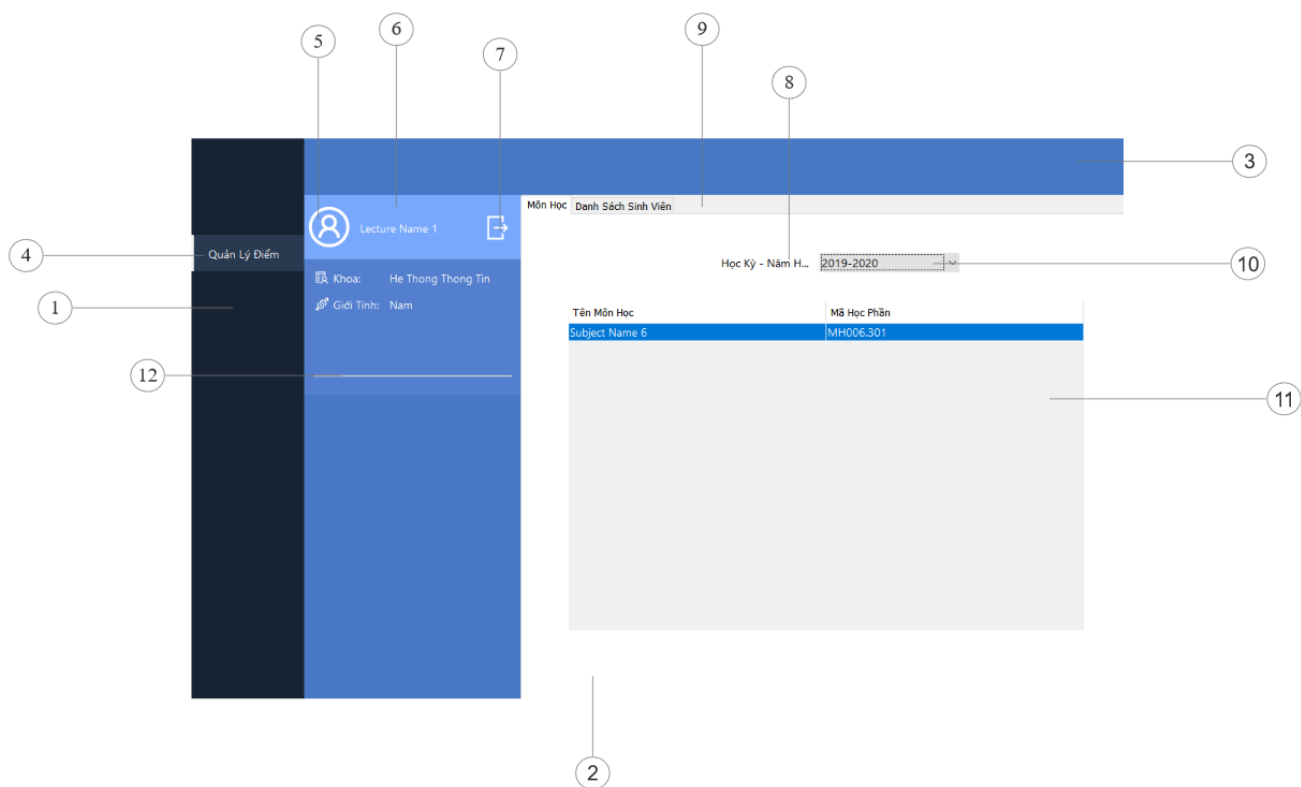 5
6
7
9
8
3
Môn Học Danh Sách Sinh Viên
Lecture Name 1
4
Quản Lý Điểm
Học Kỳ - Năm H... 2019-2020
10
Khoa: He Thong Thong Tin
1
Giới Tính: Nam
Tên Môn Học Mã Học Phần
Subject Name 6 MH006.301
12
11
2